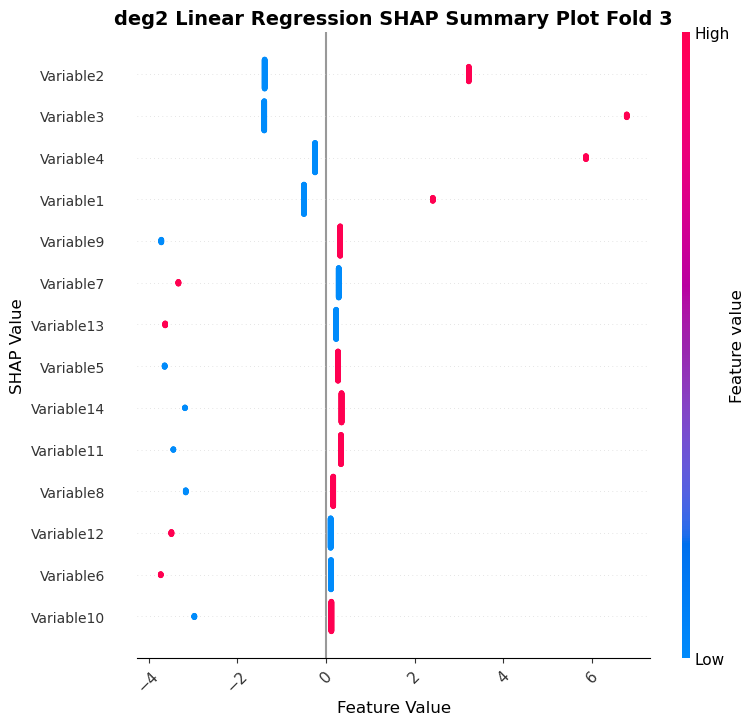 deg2 Linear Regression SHAP Summary Plot Fold 3
High
Variable2
Variable3
Variable4
Variable1
Variable9
Variable7
Variable13
Variable5
Variable14
Variable11
Variable8
Variable12
Variable6
Variable10
SHAP Value
Feature value
Low
−4 −2 0 2 4 6
Feature Value